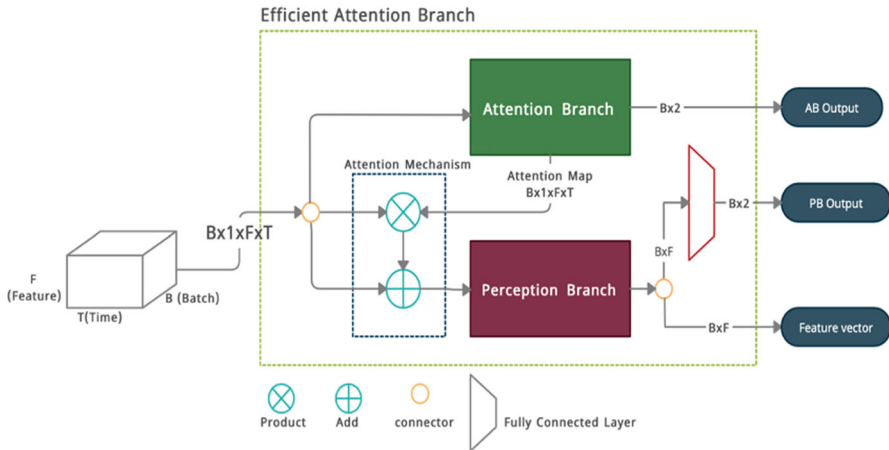 Efficient Attention Branch
Attention Branch
Bx2
AB Output
Attention Mechanism
Attention Map
Bx1xFxT
Bx1xFxT
Bx2
PB Output
BxF
Perception Branch
F
(Feature)
T(Time)
B (Batch)
BxF
Feature vector
Product
Add
connector
Fully Connected Layer